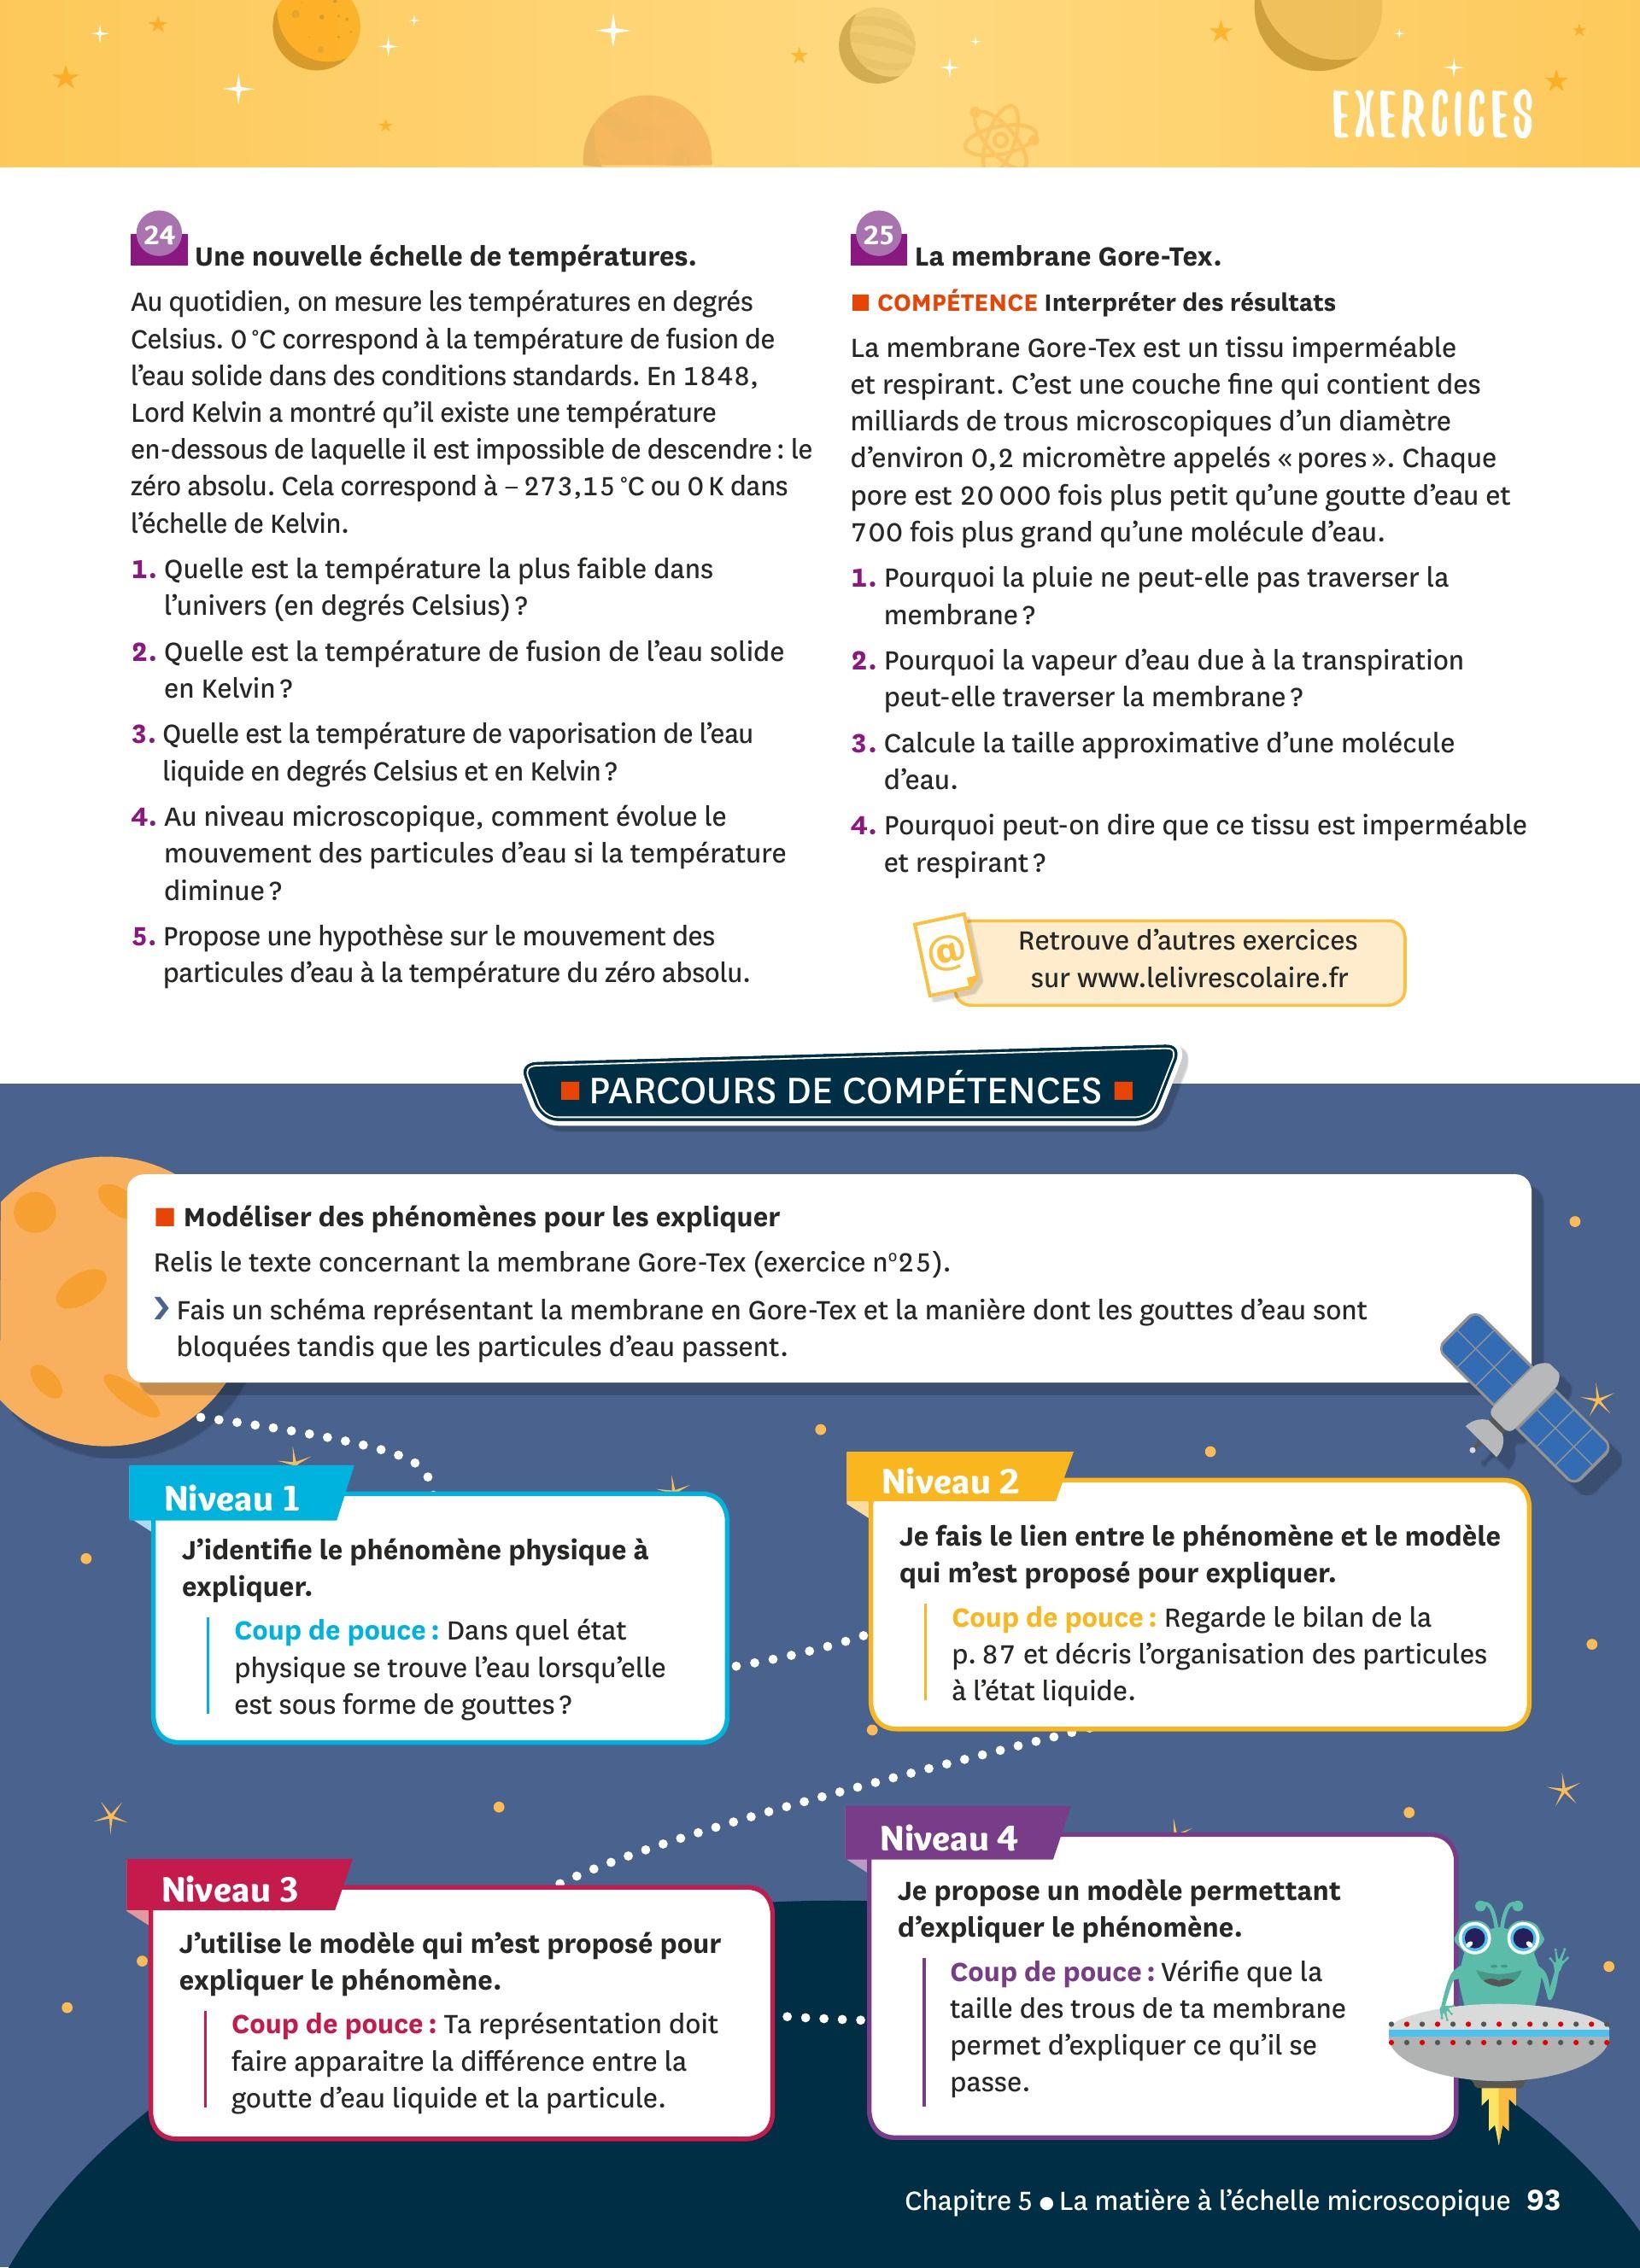 EXERCICES
24 Une nouvelle échelle de températures.
Au quotidien, on mesure les températures en degrés
Celsius. 0 °C correspond à la température de fusion de
l’eau solide dans des conditions standards. En 1848,
Lord Kelvin a montré qu’il existe une température
en-dessous de laquelle il est impossible de descendre : le
zéro absolu. Cela correspond à – 273,15 °C ou 0 K dans
l’échelle de Kelvin.
1. Quelle est la température la plus faible dans
l’univers (en degrés Celsius) ?
2. Quelle est la température de fusion de l’eau solide
en Kelvin ?
3. Quelle est la température de vaporisation de l’eau
liquide en degrés Celsius et en Kelvin ?
4. Au niveau microscopique, comment évolue le
mouvement des particules d’eau si la température
diminue ?
5. Propose une hypothèse sur le mouvement des
particules d’eau à la température du zéro absolu.
25 La membrane Gore-Tex.
■ COMPÉTENCE Interpréter des résultats
La membrane Gore-Tex est un tissu imperméable
et respirant. C’est une couche fine qui contient des
milliards de trous microscopiques d’un diamètre
d’environ 0,2 micromètre appelés « pores ». Chaque
pore est 20 000 fois plus petit qu’une goutte d’eau et
700 fois plus grand qu’une molécule d’eau.
1. Pourquoi la pluie ne peut-elle pas traverser la
membrane ?
2. Pourquoi la vapeur d’eau due à la transpiration
peut-elle traverser la membrane ?
3. Calcule la taille approximative d’une molécule
d’eau.
4. Pourquoi peut-on dire que ce tissu est imperméable
et respirant ?
@
Retrouve d’autres exercices
sur www.lelivrescolaire.fr
■ PARCOURS DE COMPÉTENCES ■
■ Modéliser des phénomènes pour les expliquer
Relis le texte concernant la membrane Gore-Tex (exercice nº25).
❯ Fais un schéma représentant la membrane en Gore-Tex et la manière dont les gouttes d’eau sont
bloquées tandis que les particules d’eau passent.
Niveau 1
J’identifie le phénomène physique à
expliquer.
Coup de pouce : Dans quel état
physique se trouve l’eau lorsqu’elle
est sous forme de gouttes ?
Niveau 2
Je fais le lien entre le phénomène et le modèle
qui m’est proposé pour expliquer.
Coup de pouce : Regarde le bilan de la
p. 87 et décris l’organisation des particules
à l’état liquide.
Niveau 3
J’utilise le modèle qui m’est proposé pour
expliquer le phénomène.
Coup de pouce : Ta représentation doit
faire apparaitre la différence entre la
goutte d’eau liquide et la particule.
Niveau 4
Je propose un modèle permettant
d’expliquer le phénomène.
Coup de pouce : Vérifie que la
taille des trous de ta membrane
permet d’expliquer ce qu’il se
passe.
Chapitre 5 ● La matière à l’échelle microscopique 93